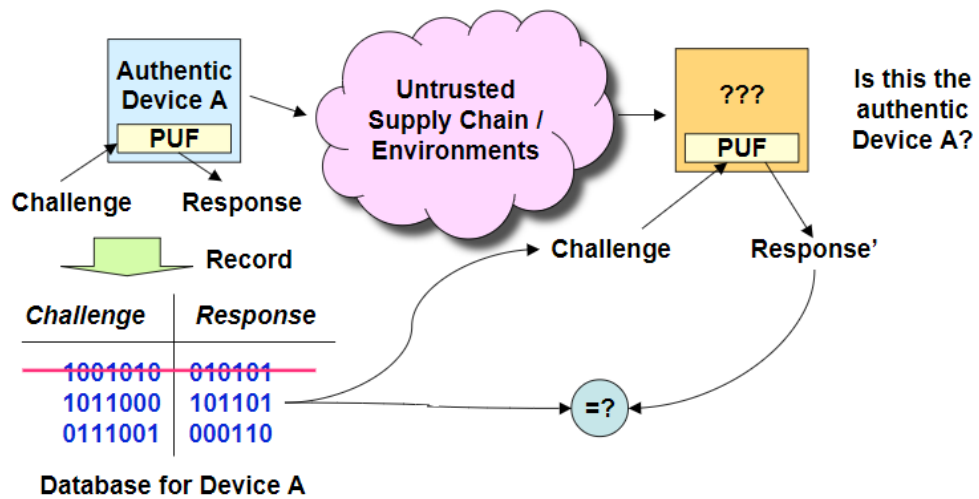 Authentic
Device A
PUF
Challenge
Response
Record
Untrusted
Supply Chain /
Environments
???
PUF
Is this the
authentic
Device A?
Challenge
Response’
Challenge Response
1001010 010101
1011000 101101
0111001 000110
Database for Device A
=?